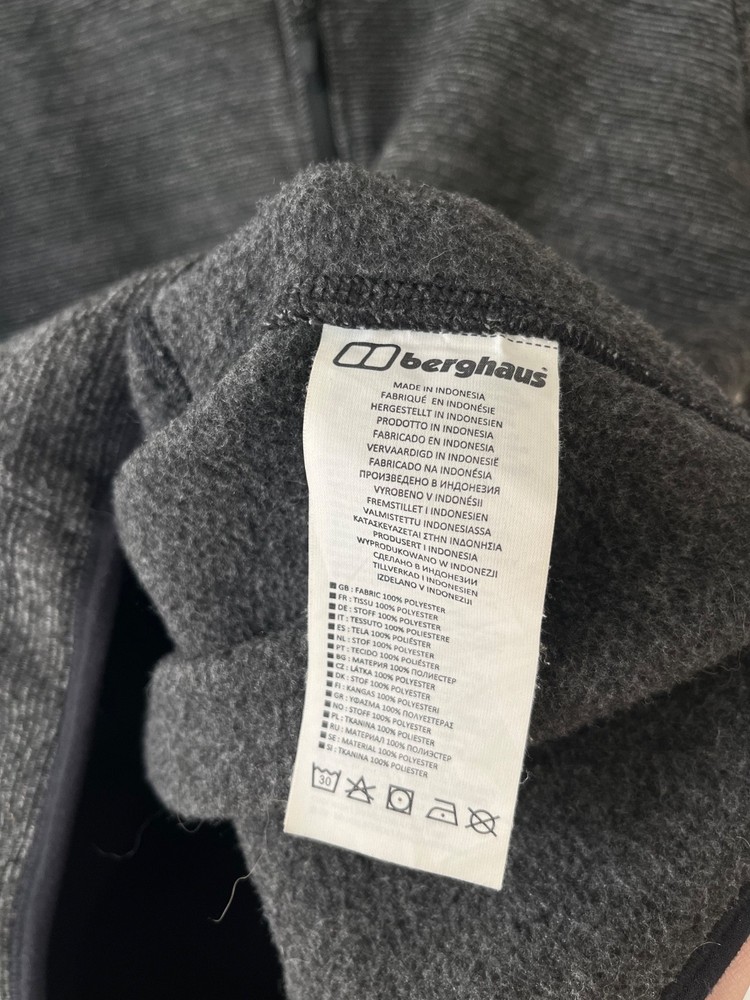 berghaus
MADE IN INDONESIA
FABRIQUÉ EN INDONÉSIE
HERGESTELLT IN INDONESIEN
PRODOTTO IN INDONESIA
FABRICADO EN INDONESIA
VERVAARDIGD IN INDONESIË
FABRICADO NA INDONÉSIA
ПРОИЗВЕДЕНО В ИНДОНЕЗИЯ
VYROBENO V INDONÉSII
FREMSTILLET I INDONESIEN
VALMISTETTU INDONESIASSA
ΚΑΤΑΣΚΕΥΑΖΕΤΑΙ ΣΤΗΝ ΙΝΔΟΝΗΣΙΑ
PRODUSERT I INDONESIA
WYPRODUKOWANO W INDONEZJI
СДЕЛАНО В ИНДОНЕЗИИ
TILLVERKAD I INDONESIEN
IZDELANO V INDONEZIJI
GB : FABRIC 100% POLYESTER
FR : TISSU 100% POLYESTER
DE : STOFF 100% POLYESTER
IT : TESSUTO 100% POLIESTERE
ES : TELA 100% POLIÉSTER
NL : STOF 100% POLYESTER
PT : TECIDO 100% POLIÉSTER
BG : МАТЕРИЯ 100% ПОЛИЕСТЕР
CZ : LÁTKA 100% POLYESTER
DK : STOF 100% POLYESTER
FI : KANGAS 100% POLYESTERI
GR : ΥΦΑΣΜΑ 100% ΠΟΛΥΕΣΤΕΡΑΣ
NO : STOFF 100% POLYESTER
PL : TKANINA 100% POLIESTER
RU : МАТЕРИАЛ 100% ПОЛИЭСТЕР
SE : MATERIAL 100% POLYESTER
SI : TKANINA 100% POLIESTER
30